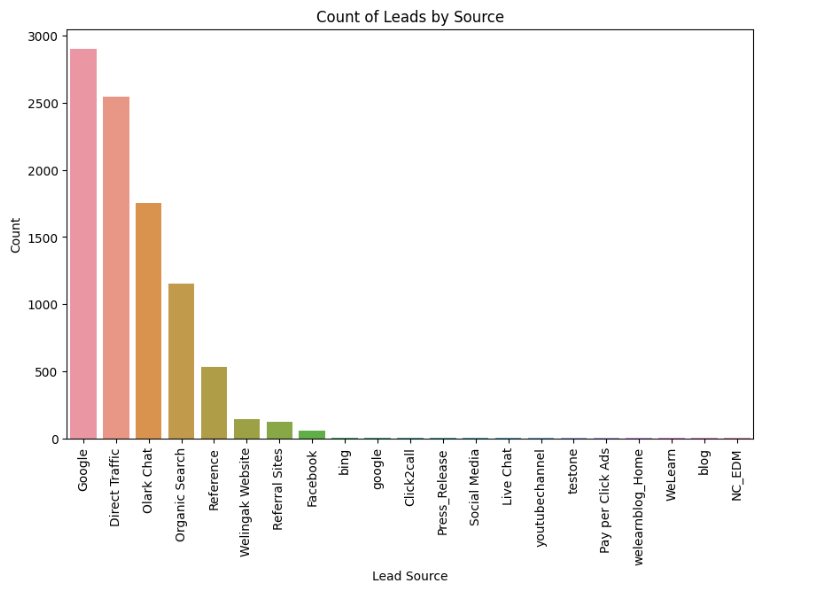 Count of Leads by Source
Count
3000
2500
2000
1500
1000
500
0
Google
Direct Traffic
Olark Chat
Organic Search
Reference
Welingak Website
Referral Sites
Facebook
bing
google
Click2call
Press_Release
Social Media
Live Chat
youtubechannel
testone
Pay per Click Ads
welearnblog_Home
WeLearn
blog
NC_EDM
Lead Source